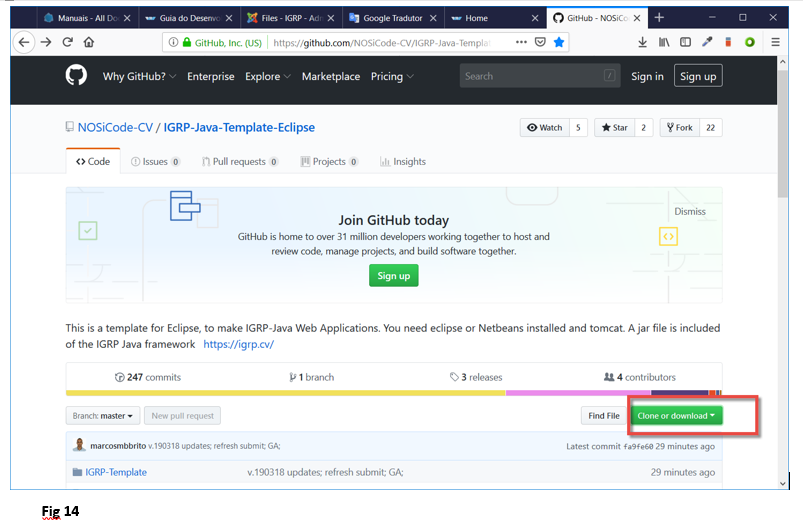 Manuais - All Do
Guia do Desenvo
Files - IGRP - Adm
Google Tradutor
Home
GitHub - NOSiCode
GitHub, Inc. (US)
https://github.com/NOSiCode-CV/IGRP-Java-Templat
Why GitHub?
Enterprise
Explore
Marketplace
Pricing
Search
/
Sign in
Sign up
NOSiCode-CV / IGRP-Java-Template-Eclipse
Watch 5
Star 2
Fork 22
Code
Issues 0
Pull requests 0
Projects 0
Insights
Join GitHub today
Dismiss
GitHub is home to over 31 million developers working together to host and
review code, manage projects, and build software together.
Sign up
This is a template for Eclipse, to make IGRP-Java Web Applications. You need eclipse or Netbeans installed and tomcat. A jar file is included
of the IGRP Java framework https://igrp.cv/
247 commits
1 branch
3 releases
4 contributors
Branch: master
New pull request
Find File
Clone or download
marcosmbbrito v.190318 updates; refresh submit; GA;
Latest commit fa9fe60 29 minutes ago
IGRP-Template
v.190318 updates; refresh submit; GA;
29 minutes ago
Fig 14